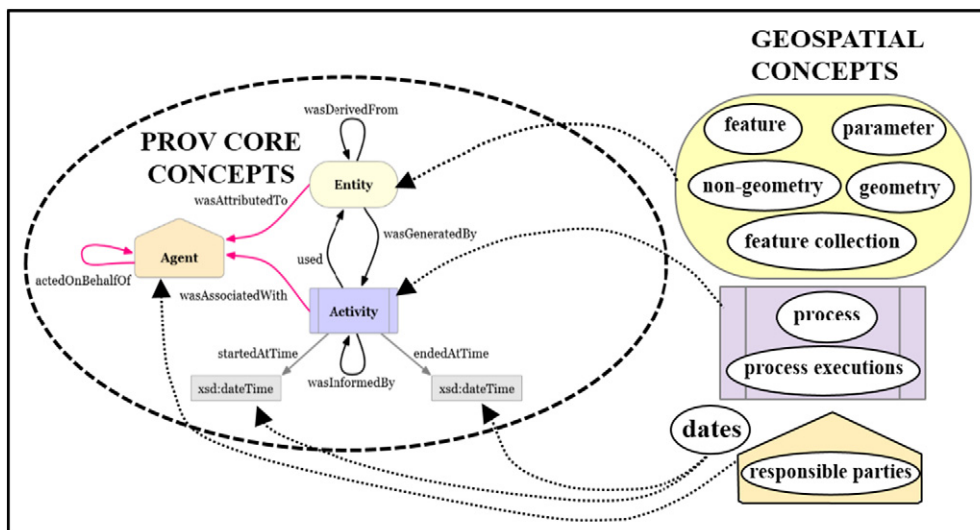 GEOSPATIAL
CONCEPTS
feature
parameter
non-geometry
geometry
feature collection
process
process executions
dates
responsible parties
PROV CORE
CONCEPTS
wasDerivedFrom
Entity
wasAttributedTo
wasGeneratedBy
used
Agent
actedOnBehalfOf
wasAssociatedWith
Activity
startedAtTime
endedAtTime
wasInformedBy
xsd:dateTime
xsd:dateTime